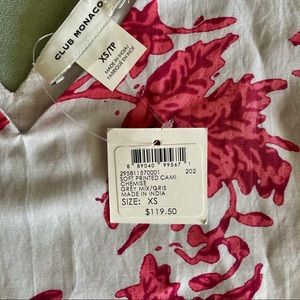 CLUB MONACO
XS/TP
MADE IN INDIA/
FABRIQUÉ EN INDE
8 89040 99567 1
295811570001 202
SOFT PRINTED CAMI
CHEMISE
GREY MIX/GRIS
MADE IN INDIA
SIZE: XS
$119.50